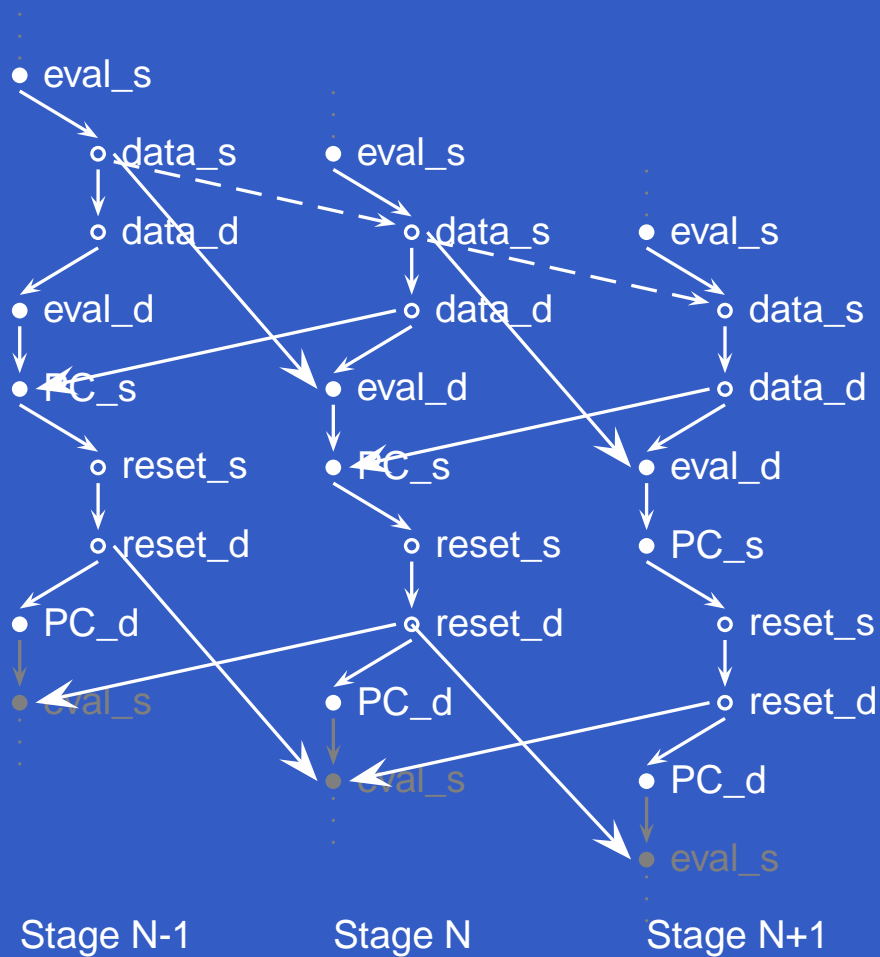 eval_s
data_s eval_s
data_d data_s eval_s
eval_d data_d data_s
PC_s eval_d data_d
reset_s PC_s eval_d
reset_d reset_s PC_s
PC_d reset_d reset_s
eval_s PC_d reset_d
eval_s PC_d
eval_s
Stage N-1 Stage N Stage N+1